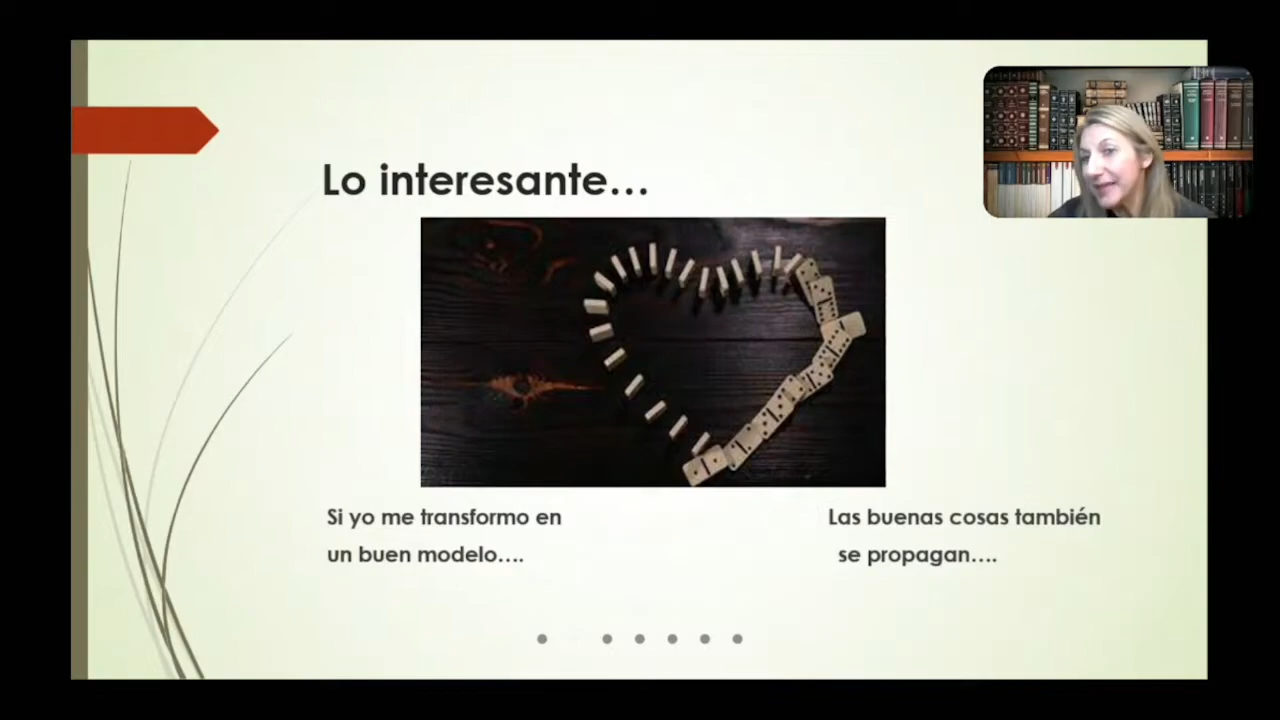 Lo interesante...
Si yo me transformo en
un buen modelo....
Las buenas cosas también
se propagan....